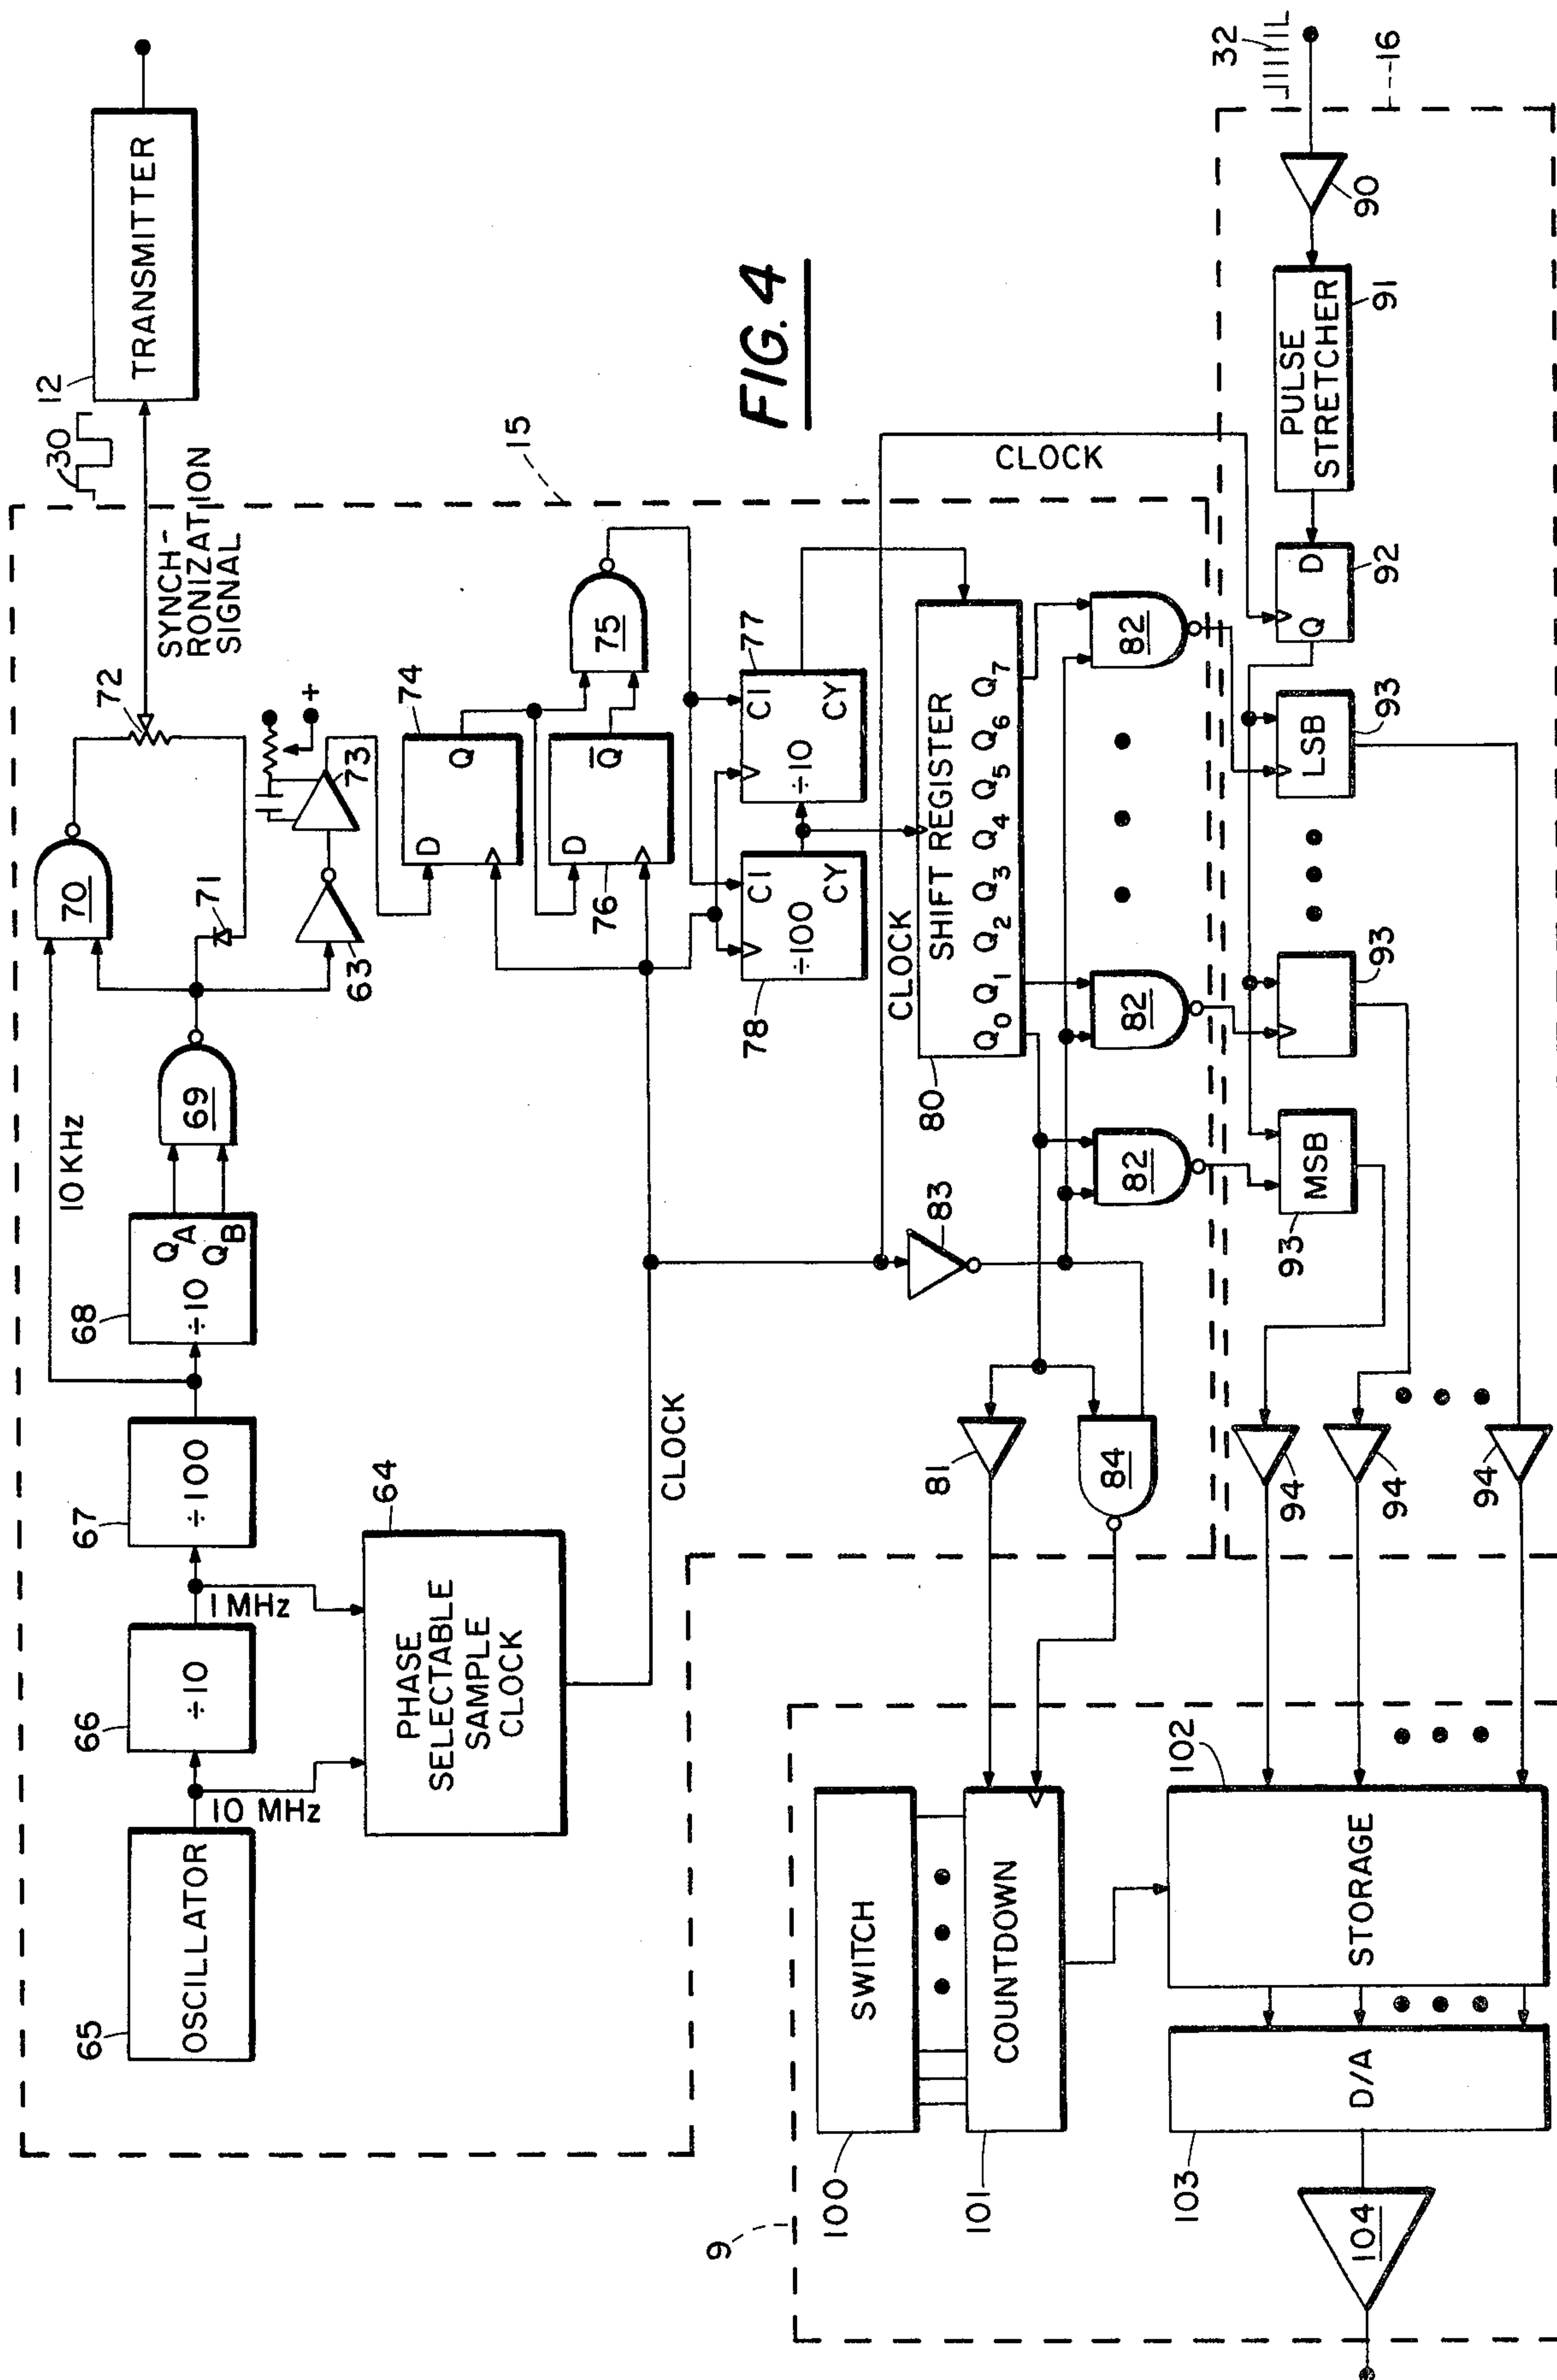 FIG. 4
65
OSCILLATOR
10 MHz
66
÷10
1 MHz
67
÷100
68
÷10
QA
QB
10 KHz
69
70
71
72
SYNCH-
RONIZATION
SIGNAL
30
12
TRANSMITTER
63
73
+
64
PHASE
SELECTABLE
SAMPLE
CLOCK
CLOCK
74
D
Q
76
D
Q̅
75
15
78
÷100
CI
CY
77
÷10
CI
CY
CLOCK
CLOCK
80
SHIFT REGISTER
Q0 Q1 Q2 Q3 Q4 Q5 Q6 Q7
81
83
84
82
82
82
9
100
SWITCH
101
COUNTDOWN
102
STORAGE
103
D/A
104
94
94
94
93
MSB
93
93
LSB
92
Q
D
91
PULSE
STRETCHER
90
32
16